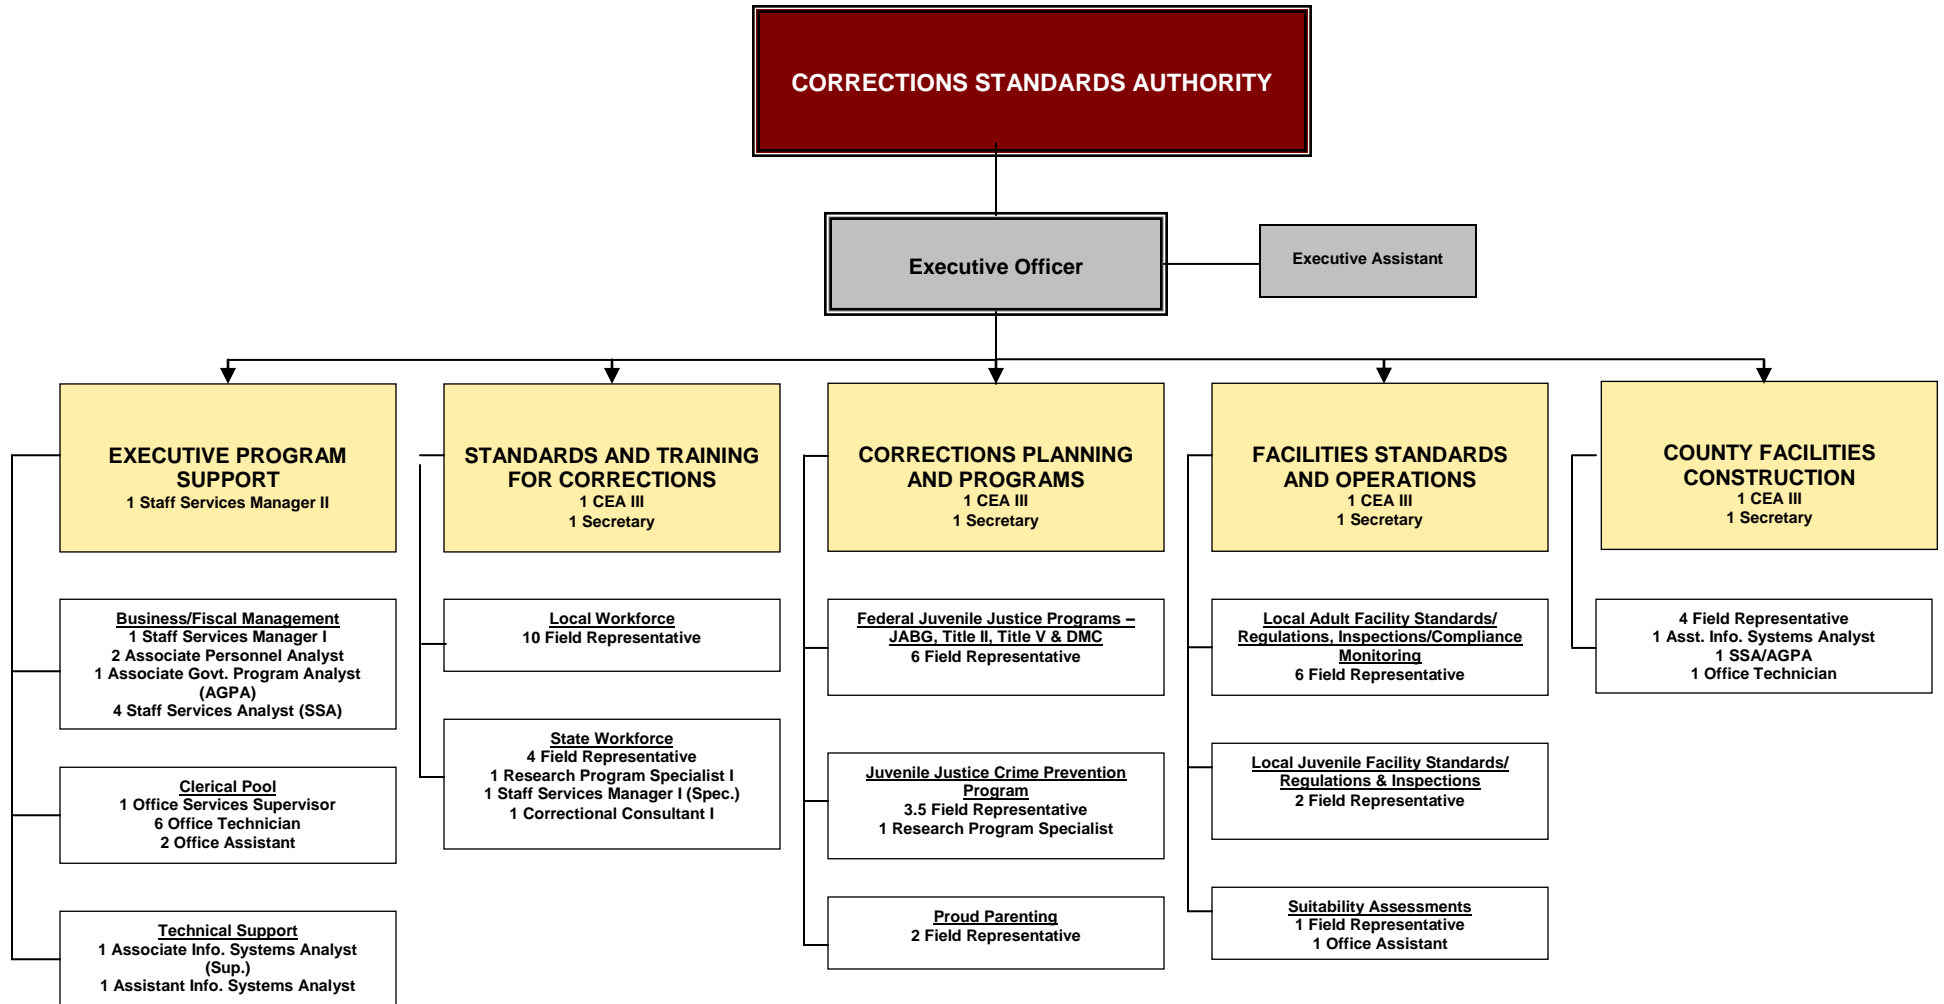 CORRECTIONS STANDARDS AUTHORITY
Executive Officer
Executive Assistant
EXECUTIVE PROGRAM
SUPPORT
1 Staff Services Manager II
STANDARDS AND TRAINING
FOR CORRECTIONS
1 CEA III
1 Secretary
CORRECTIONS PLANNING
AND PROGRAMS
1 CEA III
1 Secretary
FACILITIES STANDARDS
AND OPERATIONS
1 CEA III
1 Secretary
COUNTY FACILITIES
CONSTRUCTION
1 CEA III
1 Secretary
Business/Fiscal Management
1 Staff Services Manager I
2 Associate Personnel Analyst
1 Associate Govt. Program Analyst
(AGPA)
4 Staff Services Analyst (SSA)
Clerical Pool
1 Office Services Supervisor
6 Office Technician
2 Office Assistant
Technical Support
1 Associate Info. Systems Analyst
(Sup.)
1 Assistant Info. Systems Analyst
Local Workforce
10 Field Representative
State Workforce
4 Field Representative
1 Research Program Specialist I
1 Staff Services Manager I (Spec.)
1 Correctional Consultant I
Federal Juvenile Justice Programs –
JABG, Title II, Title V & DMC
6 Field Representative
Juvenile Justice Crime Prevention
Program
3.5 Field Representative
1 Research Program Specialist
Proud Parenting
2 Field Representative
Local Adult Facility Standards/
Regulations, Inspections/Compliance
Monitoring
6 Field Representative
Local Juvenile Facility Standards/
Regulations & Inspections
2 Field Representative
Suitability Assessments
1 Field Representative
1 Office Assistant
4 Field Representative
1 Asst. Info. Systems Analyst
1 SSA/AGPA
1 Office Technician